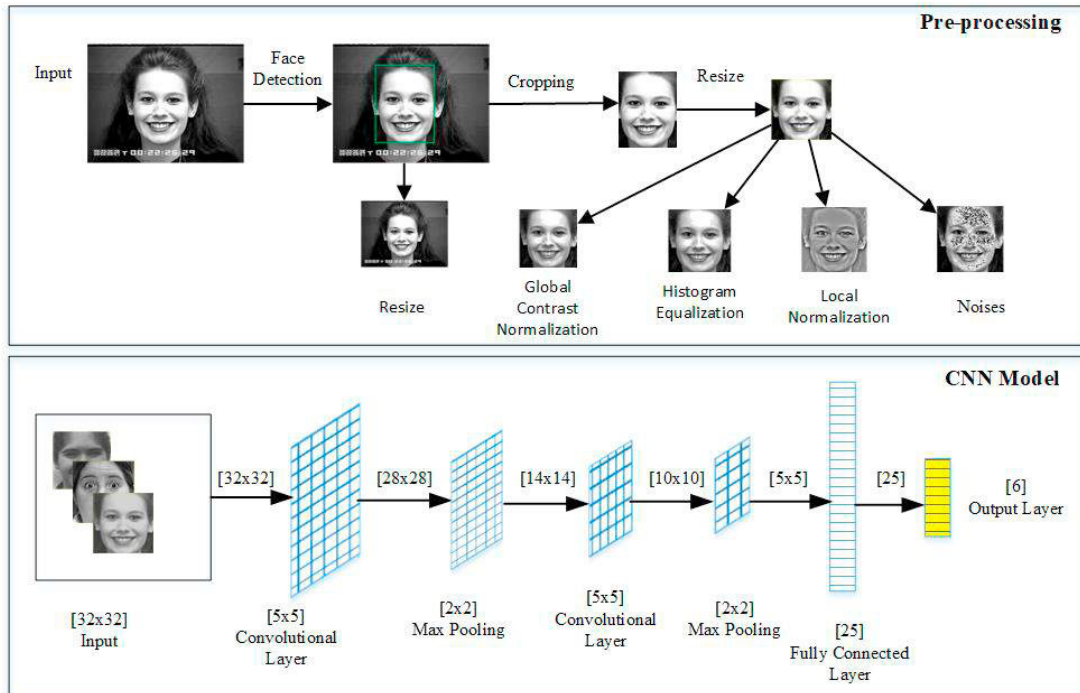 Pre-processing
Input
Face
Detection
Cropping
Resize
Resize
Global
Contrast
Normalization
Histogram
Equalization
Local
Normalization
Noises
CNN Model
[32x32]
[28x28]
[14x14]
[10x10]
[5x5]
[25]
[6]
Output Layer
[32x32]
Input
[5x5]
Convolutional
Layer
[2x2]
Max Pooling
[5x5]
Convolutional
Layer
[2x2]
Max Pooling
[25]
Fully Connected
Layer